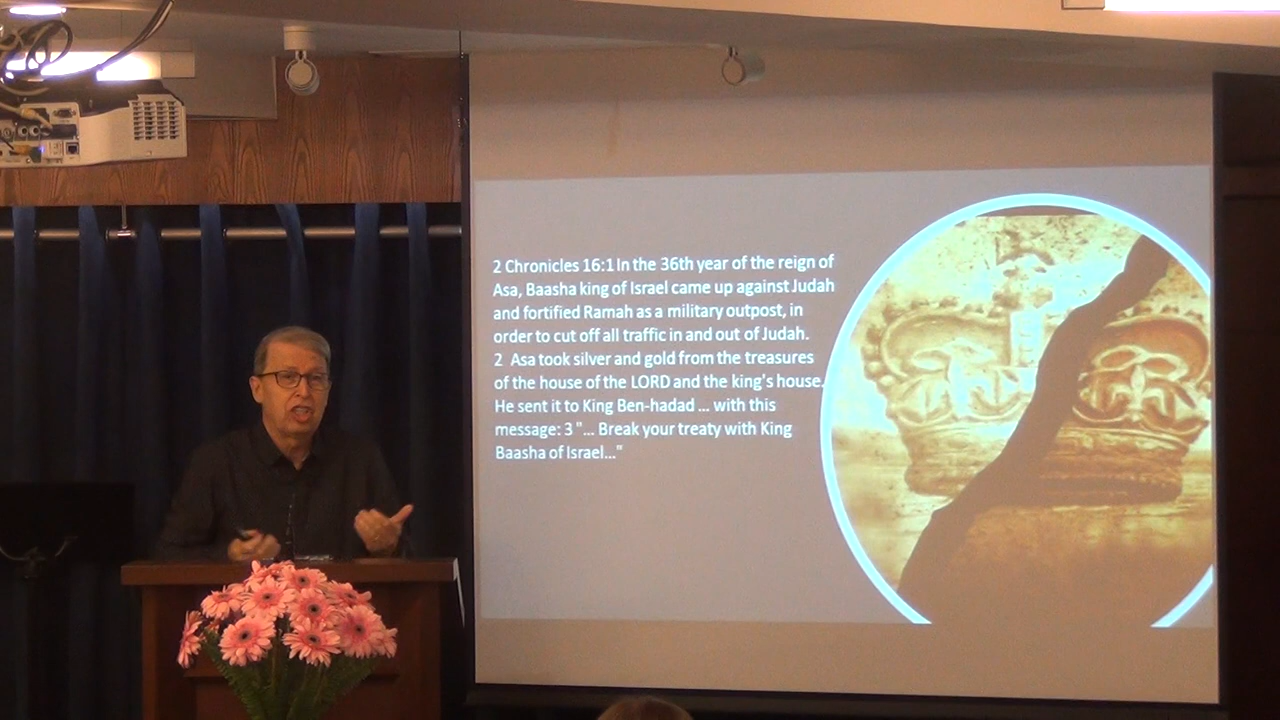 2 Chronicles 16:1 In the 36th year of the reign of
Asa, Baasha king of Israel came up against Judah
and fortified Ramah as a military outpost, in
order to cut off all traffic in and out of Judah.
2 Asa took silver and gold from the treasures
of the house of the LORD and the king's house.
He sent it to King Ben-hadad ... with this
message: 3 "... Break your treaty with King
Baasha of Israel..."